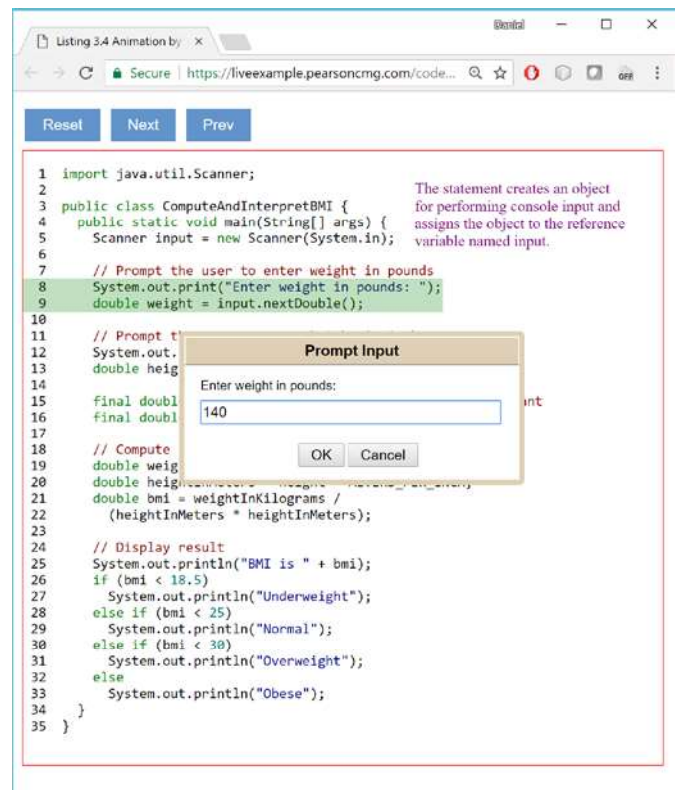 Daniel
Listing 3.4 Animation by
Secure | https://liveexample.pearsoncmg.com/code...
OFF
Reset Next Prev
1 import java.util.Scanner;
2
3 public class ComputeAndInterpretBMI {
4 public static void main(String[] args) {
5 Scanner input = new Scanner(System.in);
The statement creates an object
for performing console input and
assigns the object to the reference
variable named input.
6
7 // Prompt the user to enter weight in pounds
8 System.out.print("Enter weight in pounds: ");
9 double weight = input.nextDouble();
10
11 // Prompt t
12 System.out.
13 double heig
14
15 final doubl nt
16 final doubl
17
Prompt Input
Enter weight in pounds:
140
OK Cancel
18 // Compute
19 double weig
20 double
21 double bmi = weightInKilograms /
22 (heightInMeters * heightInMeters);
23
24 // Display result
25 System.out.println("BMI is " + bmi);
26 if (bmi < 18.5)
27 System.out.println("Underweight");
28 else if (bmi < 25)
29 System.out.println("Normal");
30 else if (bmi < 30)
31 System.out.println("Overweight");
32 else
33 System.out.println("Obese");
34 }
35 }